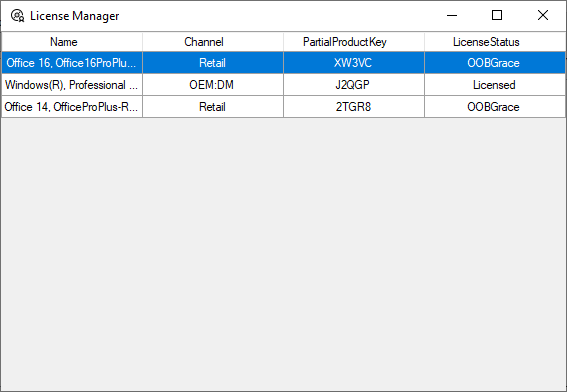 License Manager
Name Channel PartialProductKey LicenseStatus
Office 16, Office16ProPlu... Retail XW3VC OOBGrace
Windows(R), Professional ... OEM:DM J2QGP Licensed
Office 14, OfficeProPlus-R... Retail 2TGR8 OOBGrace